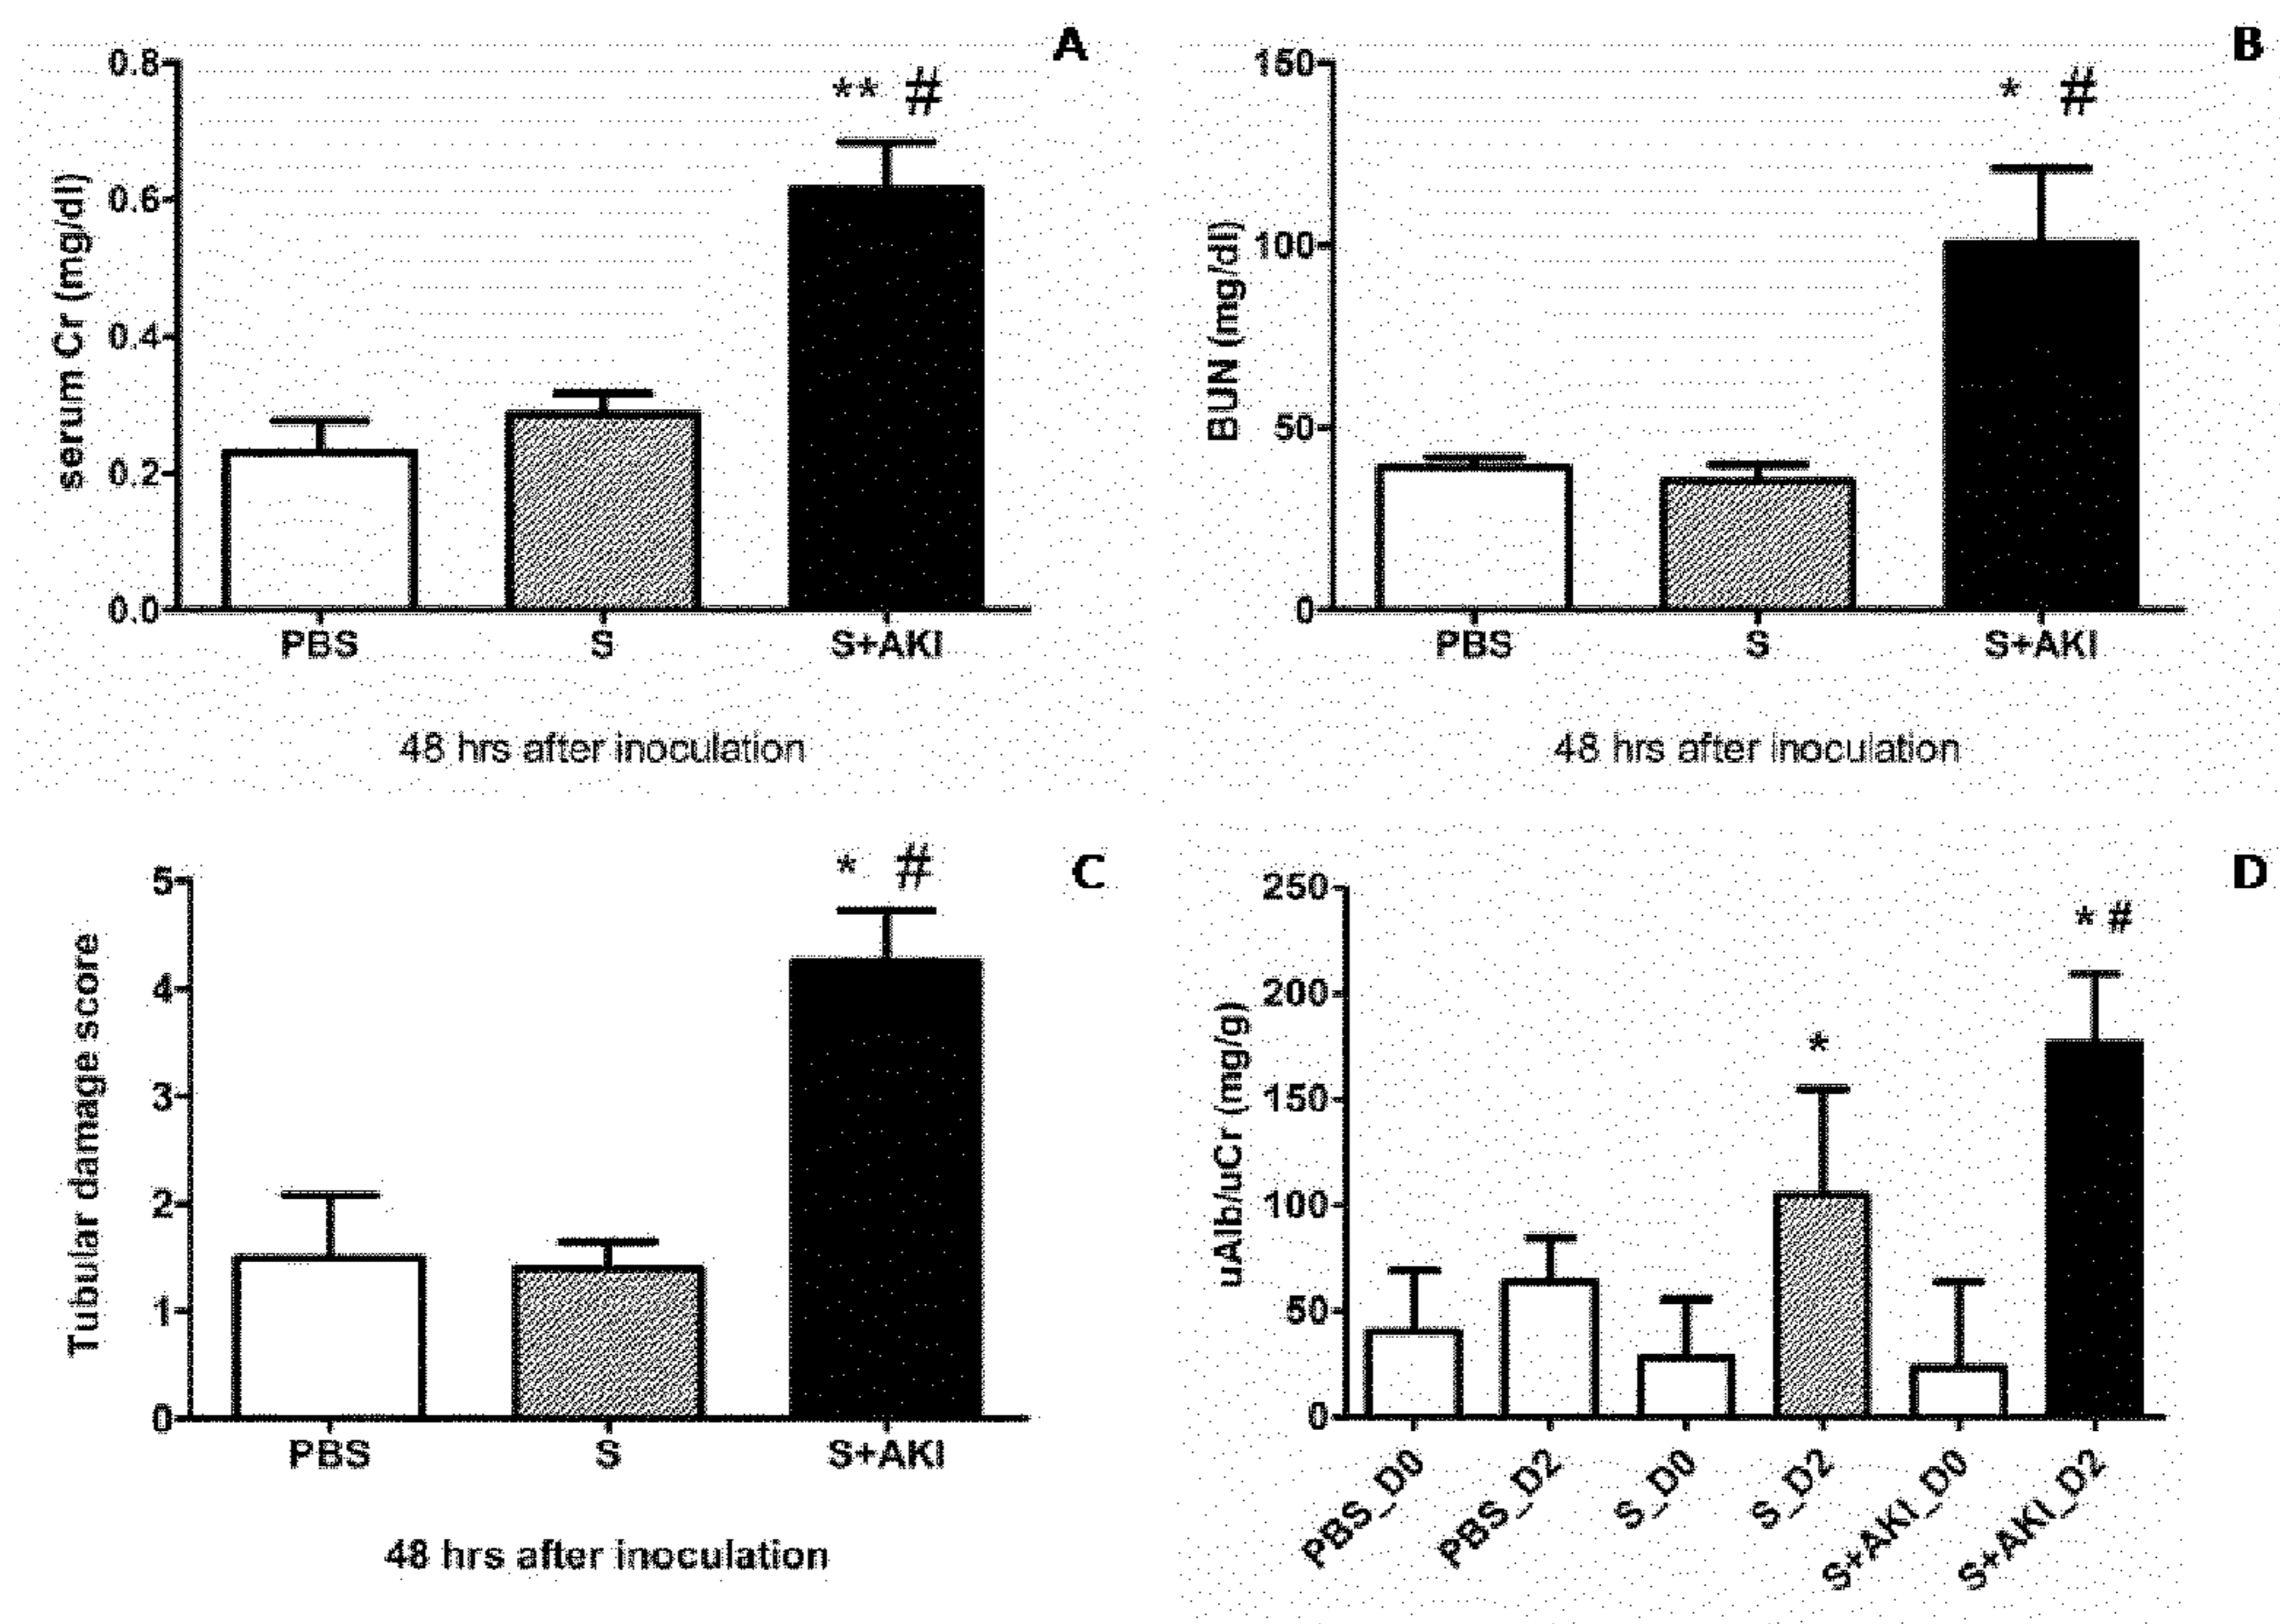 A
0.8
0.6
0.4
0.2
0.0
serum Cr (mg/dl)
** #
PBS S S+AKI
48 hrs after inoculation
B
150
100
50
0
BUN (mg/dl)
* #
PBS S S+AKI
48 hrs after inoculation
C
5
4
3
2
1
0
Tubular damage score
* #
PBS S S+AKI
48 hrs after inoculation
D
250
200
150
100
50
0
uAlb/uCr (mg/g)
*
* #
PBS_D0
PBS_D2
S_D0
S_D2
S+AKI_D0
S+AKI_D2